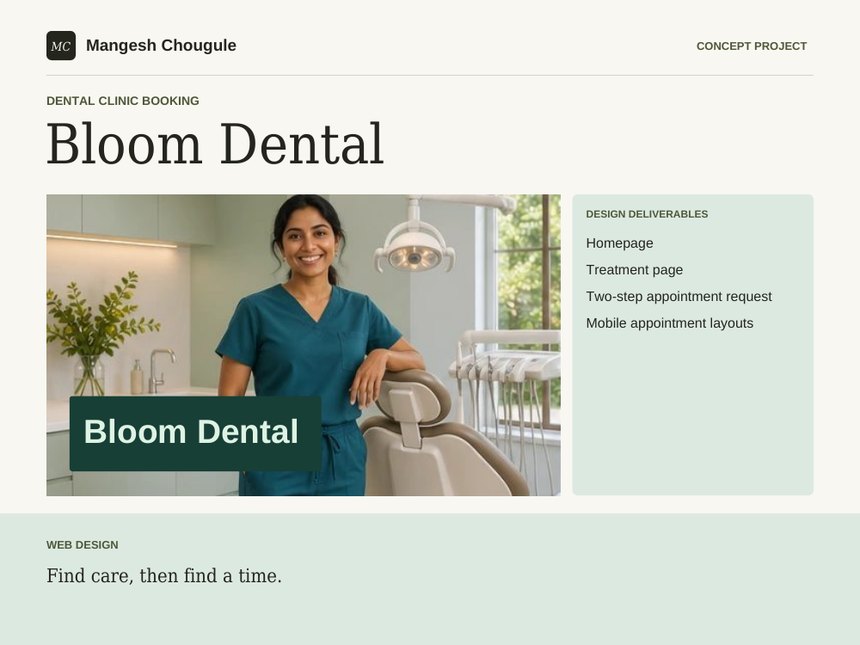 MC Mangesh Chougule
CONCEPT PROJECT
DENTAL CLINIC BOOKING
Bloom Dental
Bloom Dental
DESIGN DELIVERABLES
Homepage
Treatment page
Two-step appointment request
Mobile appointment layouts
WEB DESIGN
Find care, then find a time.